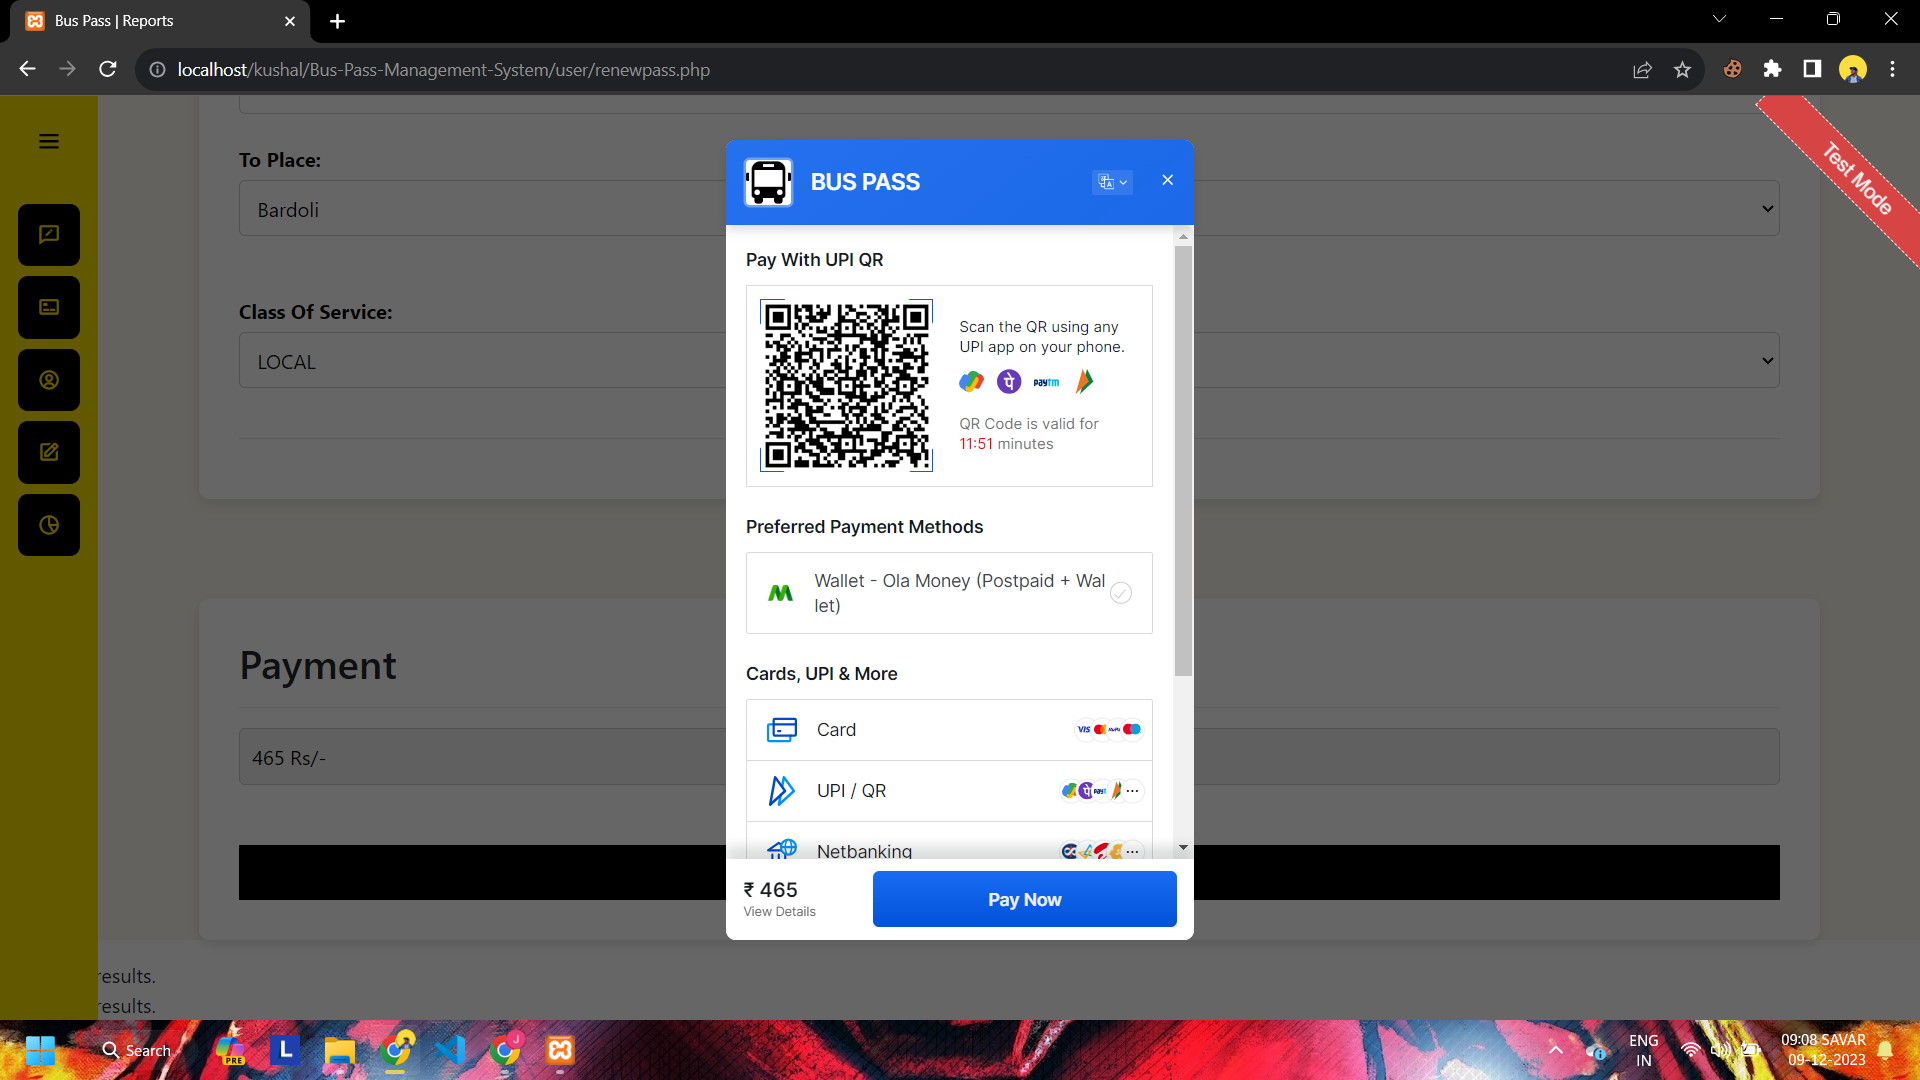 Bus Pass | Reports
localhost/kushal/Bus-Pass-Management-System/user/renewpass.php
Test Mode
To Place:
Bardoli
Class Of Service:
LOCAL
Payment
465 Rs/-
results.
results.
BUS PASS
Pay With UPI QR
Scan the QR using any
UPI app on your phone.
paytm
QR Code is valid for
11:51 minutes
Preferred Payment Methods
Wallet - Ola Money (Postpaid + Wal
let)
Cards, UPI & More
Card
VISA
UPI / QR
Netbanking
₹ 465
View Details
Pay Now
Search
PRE
L
J
ENG
IN
09:08 SAVAR
09-12-2023